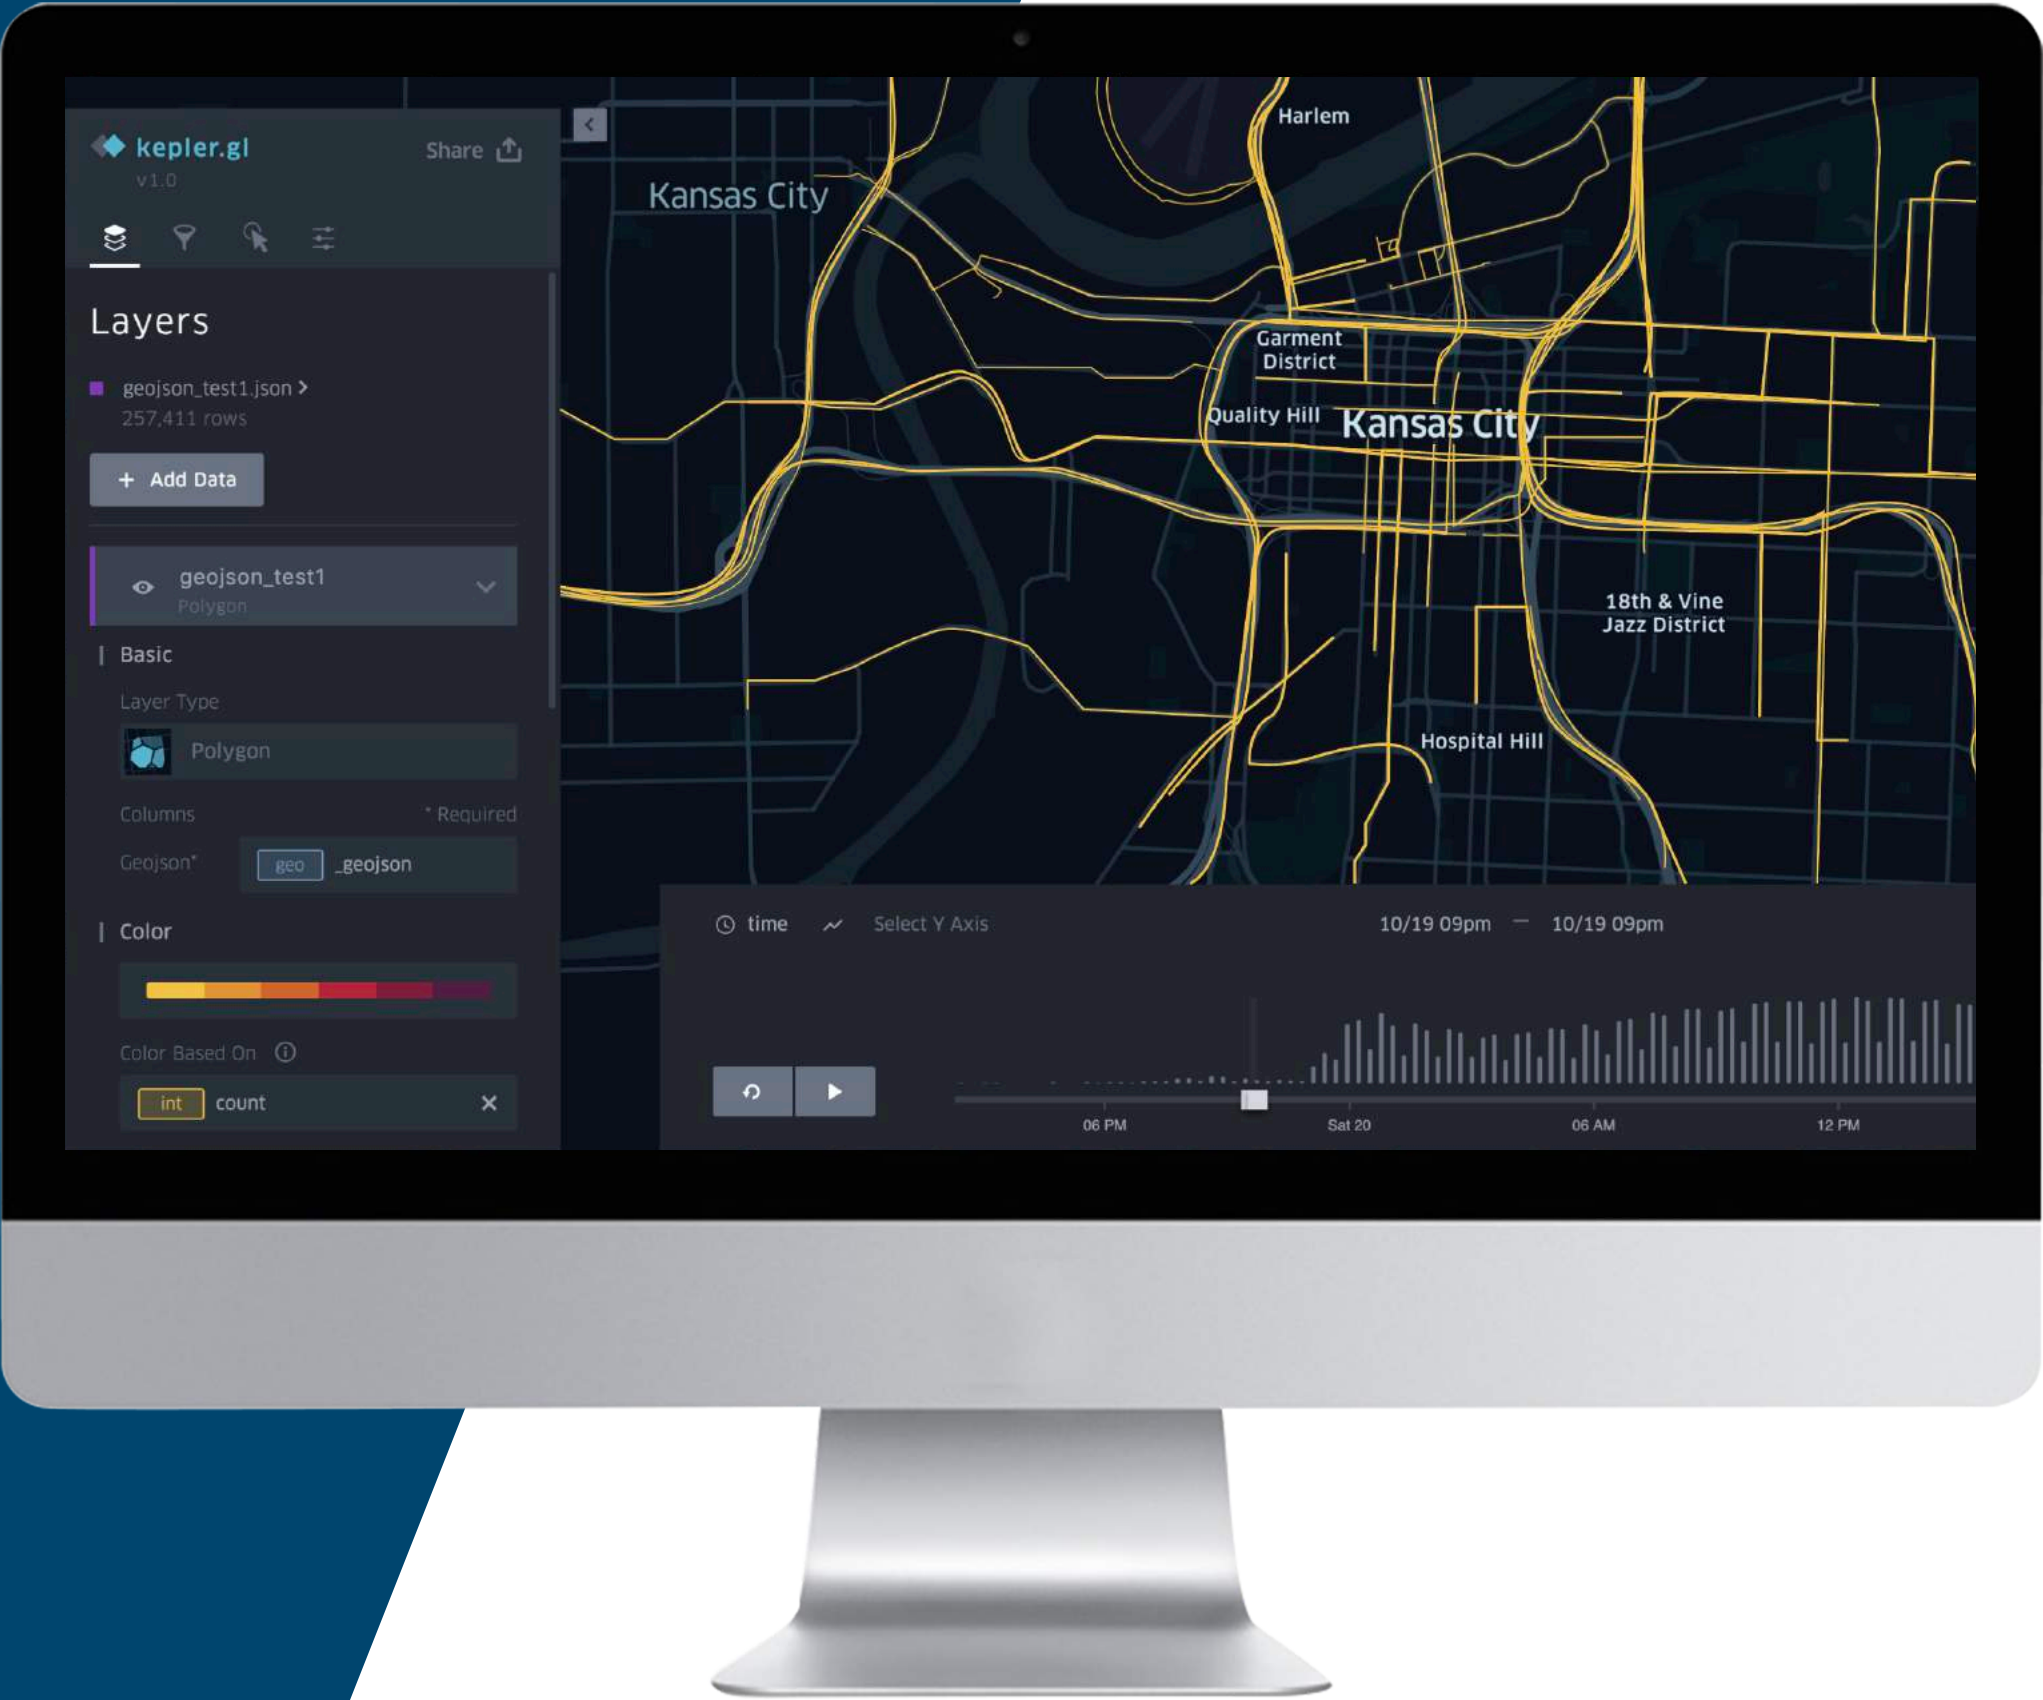 kepler.gl
v1.0
Share
Layers
geojson_test1.json
257,411 rows
+ Add Data
geojson_test1
Polygon
Basic
Layer Type
Polygon
Columns
* Required
Geojson*
geo _geojson
Color
Color Based On
int count
Kansas City
Harlem
Garment
District
Quality Hill
Kansas City
18th & Vine
Jazz District
Hospital Hill
time
Select Y Axis
10/19 09pm — 10/19 09pm
06 PM
Sat 20
06 AM
12 PM